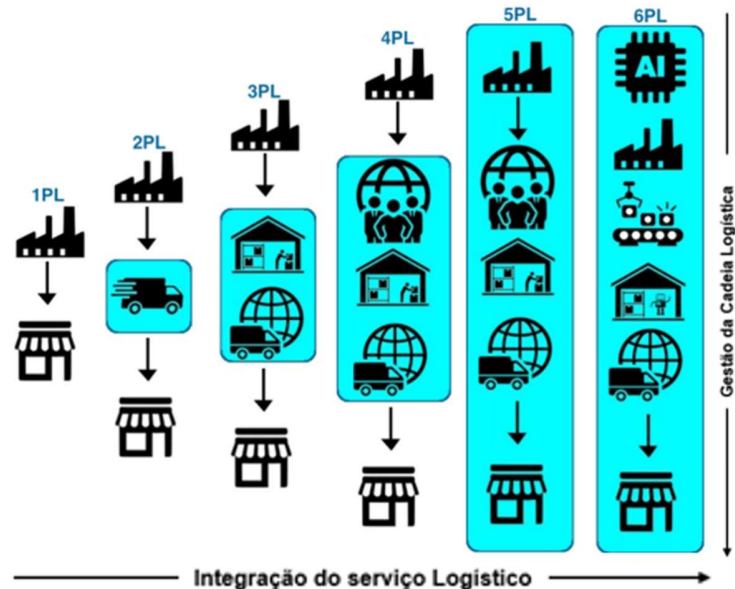 1PL
2PL
3PL
4PL
5PL
6PL
AI
Gestão da Cadeia Logística
Integração do serviço Logístico